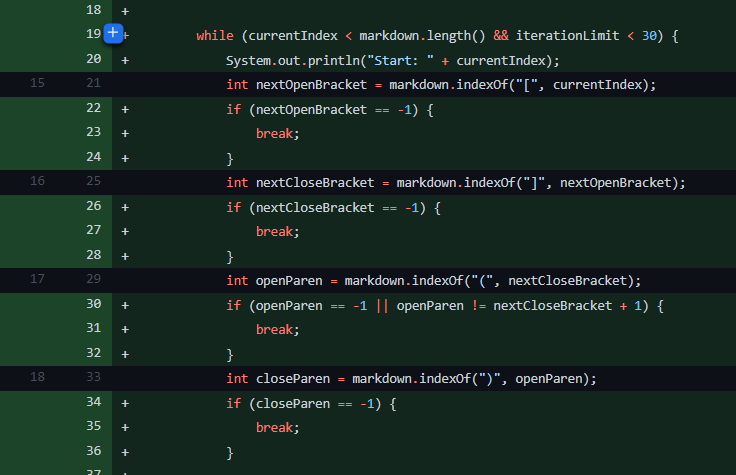 18 +
19 + while (currentIndex < markdown.length() && iterationLimit < 30) {
20 + System.out.println("Start: " + currentIndex);
15 21 int nextOpenBracket = markdown.indexOf("[", currentIndex);
22 + if (nextOpenBracket == -1) {
23 + break;
24 + }
16 25 int nextCloseBracket = markdown.indexOf("]", nextOpenBracket);
26 + if (nextCloseBracket == -1) {
27 + break;
28 + }
17 29 int openParen = markdown.indexOf("(", nextCloseBracket);
30 + if (openParen == -1 || openParen != nextCloseBracket + 1) {
31 + break;
32 + }
18 33 int closeParen = markdown.indexOf(")", openParen);
34 + if (closeParen == -1) {
35 + break;
36 + }
37 +